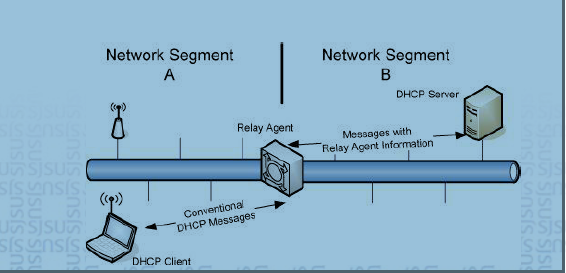 Network Segment
A
Network Segment
B
DHCP Server
Relay Agent
Messages with
Relay Agent Information
Conventional
DHCP Messages
DHCP Client